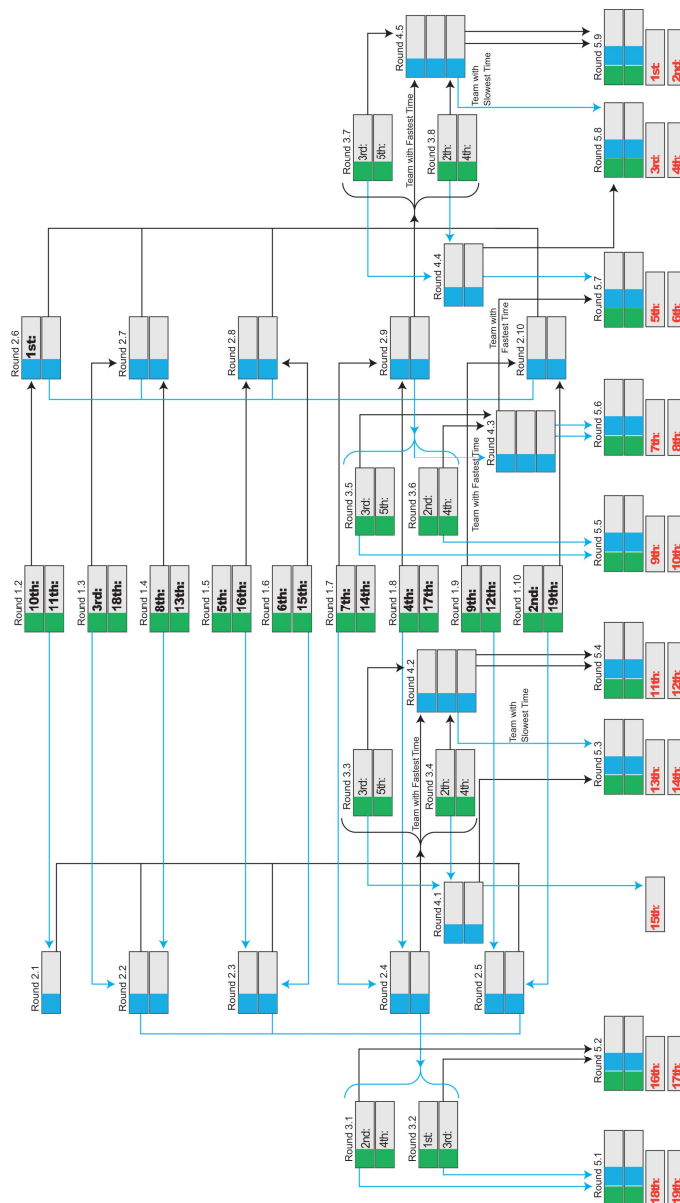 Round 2.1
Round 1.2
10th:
11th:
Round 2.6
1st:
Round 2.2
Round 1.3
3rd:
18th:
Round 2.7
Round 1.4
8th:
13th:
Round 2.3
Round 1.5
5th:
16th:
Round 2.8
Round 1.6
6th:
15th:
Round 3.1
2nd:
4th:
Round 2.4
Round 3.3
3rd:
5th:
Round 1.7
7th:
14th:
Round 3.5
3rd:
5th:
Round 2.9
Round 3.7
3rd:
5th:
Round 3.2
1st:
3rd:
Round 4.1
Team with Fastest Time
Round 4.2
Round 1.8
4th:
17th:
Round 3.6
2nd:
4th:
Round 4.4
Team with Fastest Time
Round 4.5
Round 3.4
2th:
4th:
Round 3.8
2th:
4th:
Round 2.5
Round 1.9
9th:
12th:
Team with Fastest Time
Round 4.3
Team with
Fastest Time
Round 2.10
Team with
Slowest Time
Round 1.10
2nd:
19th:
Team with
Slowest Time
Round 5.1
Round 5.2
Round 5.3
Round 5.4
Round 5.5
Round 5.6
Round 5.7
Round 5.8
Round 5.9
18th:
16th:
15th:
13th:
11th:
9th:
7th:
5th:
3rd:
1st:
19th:
17th:
14th:
12th:
10th:
8th:
6th:
4th:
2nd: